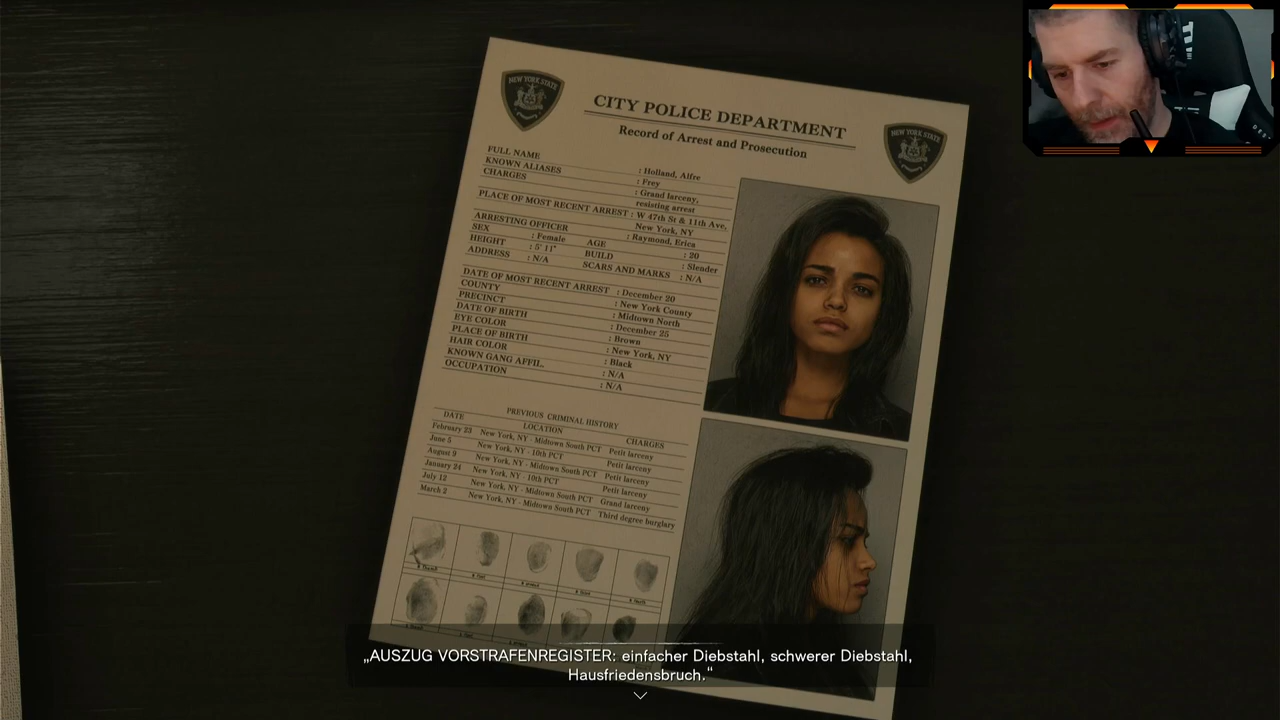 NEW YORK STATE
CITY POLICE DEPARTMENT
Record of Arrest and Prosecution
NEW YORK STATE
FULL NAME : Holland, Alfre
KNOWN ALIASES : Frey
CHARGES : Grand larceny,
resisting arrest
PLACE OF MOST RECENT ARREST : W 47th St & 11th Ave,
New York, NY
ARRESTING OFFICER : Raymond, Erica
SEX : Female AGE : 20
HEIGHT : 5' 11" BUILD : Slender
ADDRESS : N/A SCARS AND MARKS : N/A
DATE OF MOST RECENT ARREST : December 20
COUNTY : New York County
PRECINCT : Midtown North
DATE OF BIRTH : December 25
EYE COLOR : Brown
PLACE OF BIRTH : New York, NY
HAIR COLOR : Black
KNOWN GANG AFFIL. : N/A
OCCUPATION : N/A
PREVIOUS CRIMINAL HISTORY
DATE LOCATION CHARGES
February 23 New York, NY - Midtown South PCT Petit larceny
June 5 New York, NY - 10th PCT Petit larceny
August 9 New York, NY - Midtown South PCT Petit larceny
January 24 New York, NY - 10th PCT Petit larceny
July 12 New York, NY - Midtown South PCT Grand larceny
March 2 New York, NY - Midtown South PCT Third degree burglary
„AUSZUG VORSTRAFENREGISTER: einfacher Diebstahl, schwerer Diebstahl,
Hausfriedensbruch.“